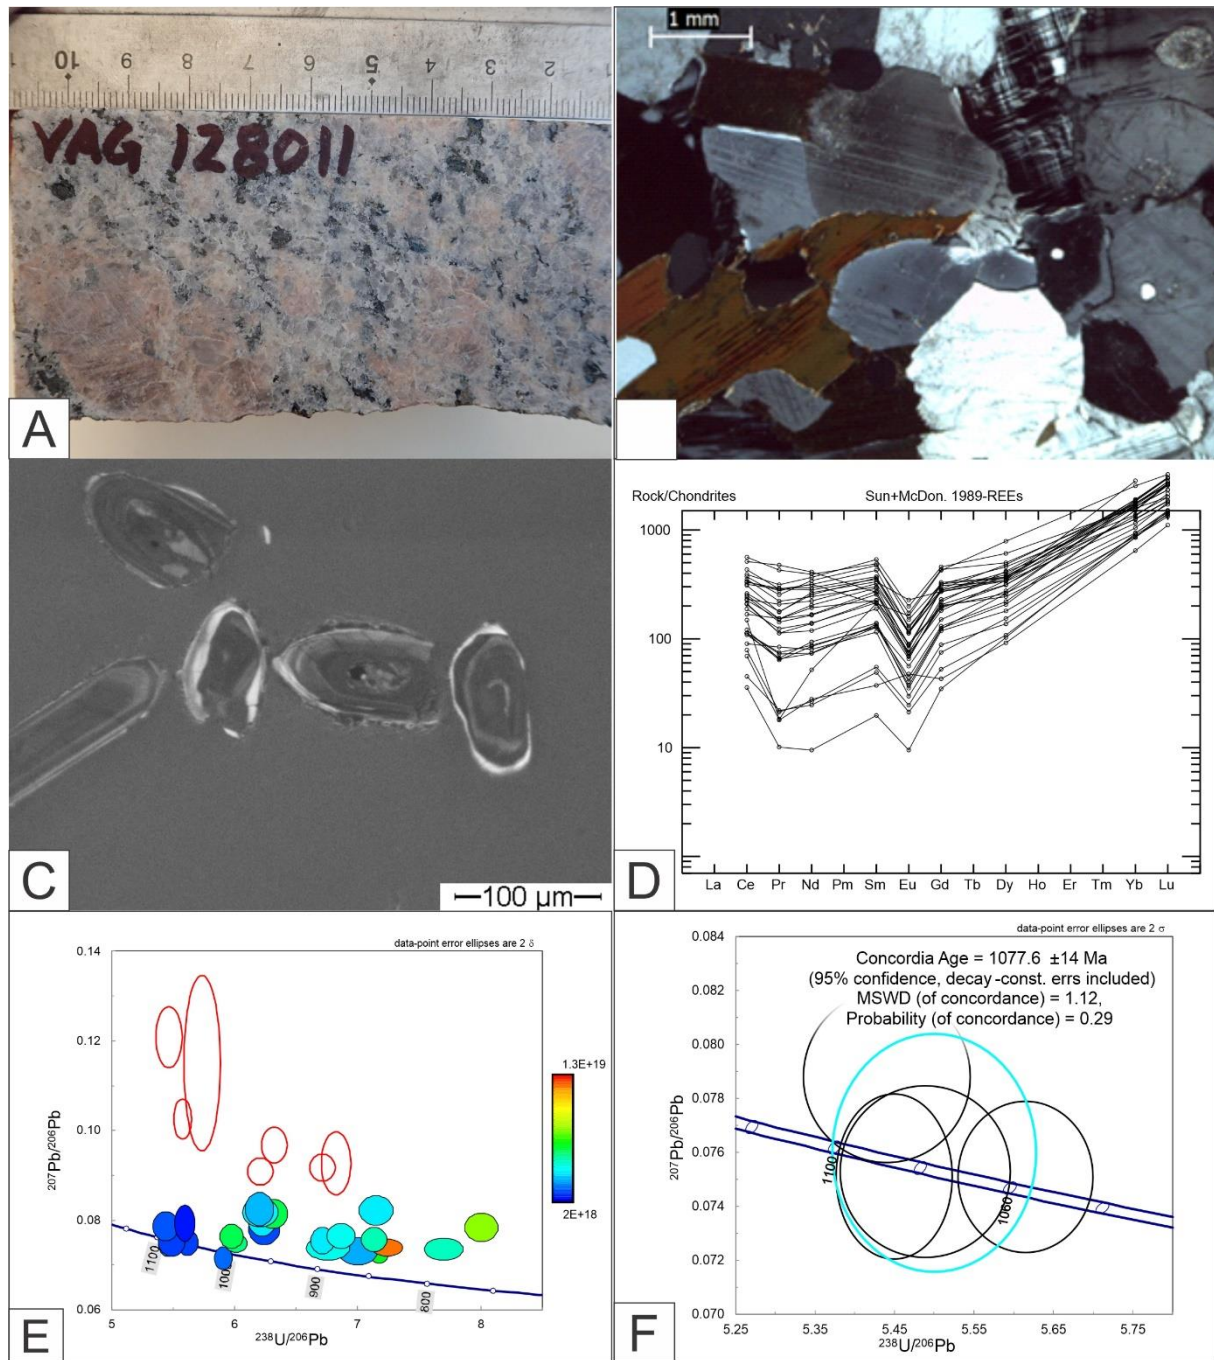 10 9 8 7 6 5 4 3 2 1
VAG 128011
A
1 mm
C
100 µm
Rock/Chondrites
Sun+McDon. 1989-REEs
1000
100
10
La Ce Pr Nd Pm Sm Eu Gd Tb Dy Ho Er Tm Yb Lu
D
data-point error ellipses are 2 δ
0.14
0.12
0.10
0.08
0.06
207Pb/206Pb
1.3E+19
2E+18
1100
1000
900
800
5 6 7 8
238U/206Pb
E
data-point error ellipses are 2 σ
Concordia Age = 1077.6 ±14 Ma
(95% confidence, decay-const. errs included)
MSWD (of concordance) = 1.12,
Probability (of concordance) = 0.29
0.084
0.082
0.080
0.078
0.076
0.074
0.072
0.070
207Pb/206Pb
1100
1060
5.25 5.35 5.45 5.55 5.65 5.75
238U/206Pb
F